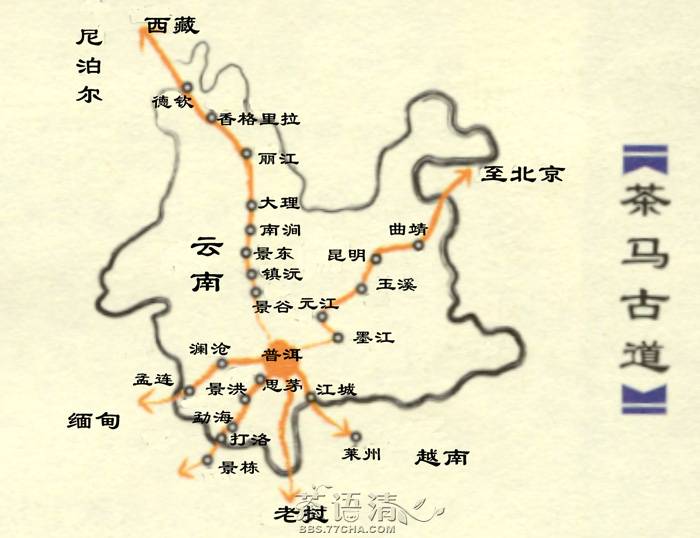 西藏
尼泊尔
德钦
香格里拉
丽江
大理
南涧
景东
镇沅
景谷
云南
至北京
曲靖
昆明
玉溪
元江
墨江
普洱
澜沧
孟连
思茅
景洪
江城
勐海
打洛
景栋
缅甸
莱州
越南
老挝
茶马古道
茶语清心
BBS.77CHA.COM